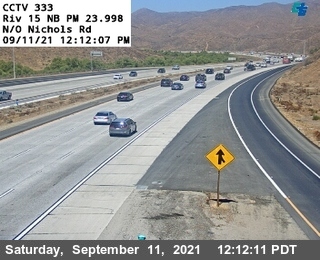 CCTV 333
Riv 15 NB PM 23.998
N/O Nichols Rd
09/11/21 12:12:07 PM
Saturday, September 11, 2021 12:12:11 PDT